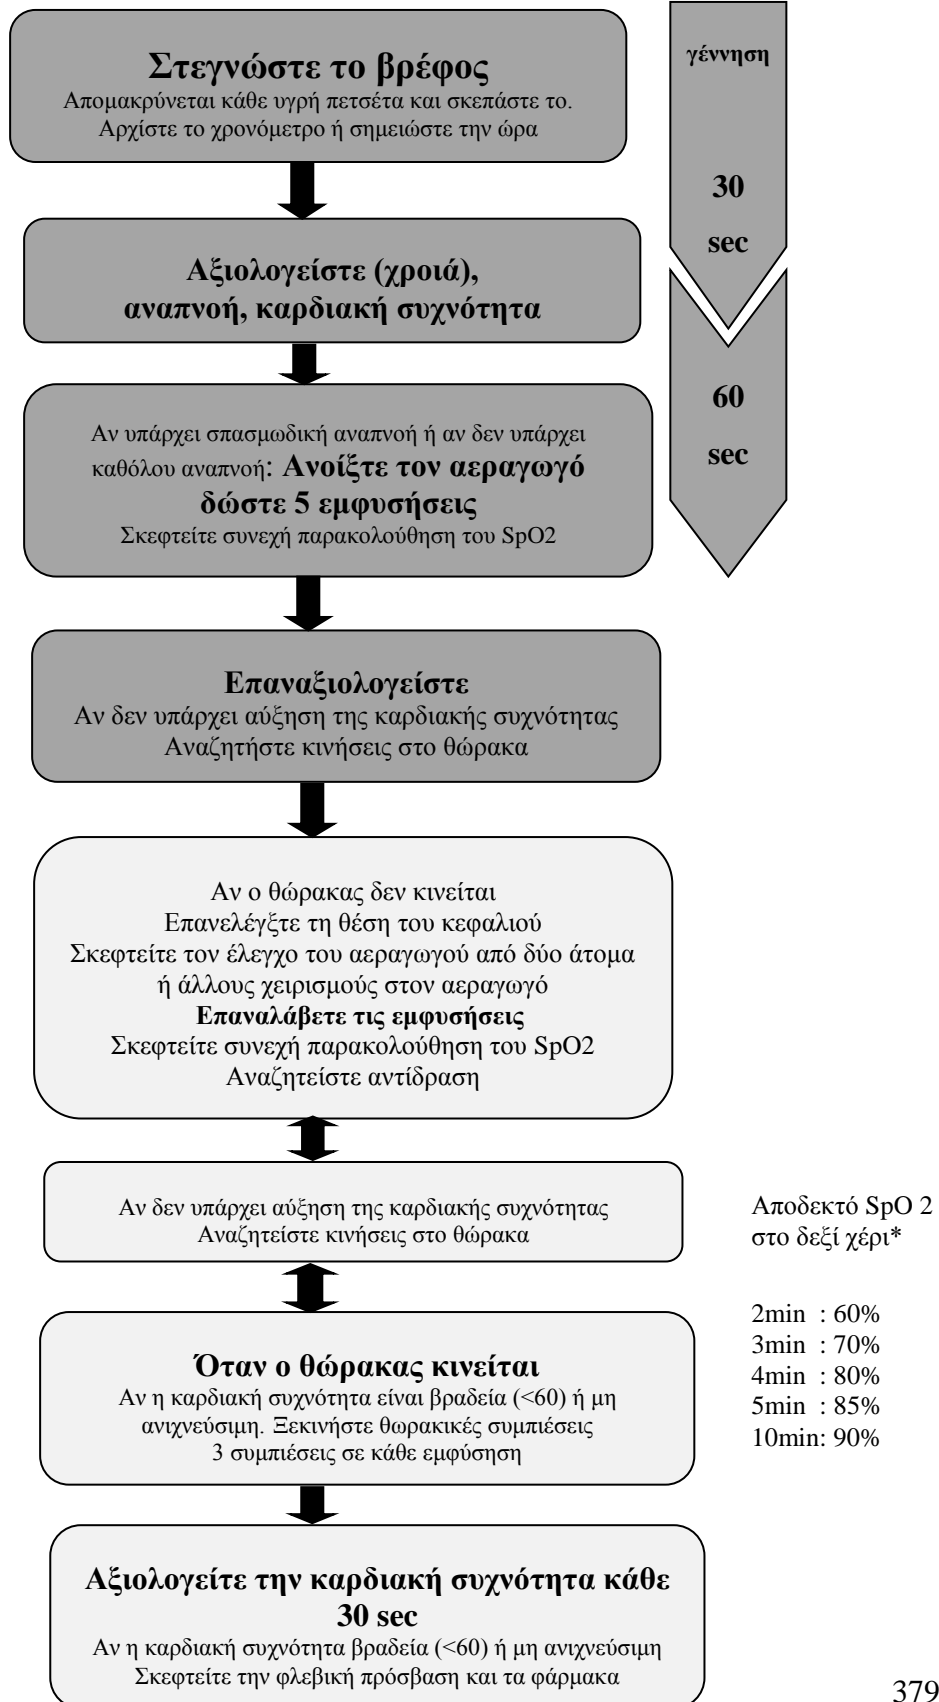 Στεγνώστε το βρέφος
Απομακρύνεται κάθε υγρή πετσέτα και σκεπάστε το.
Αρχίστε το χρονόμετρο ή σημειώστε την ώρα
γέννηση
30
sec
Αξιολογείστε (χροιά),
αναπνοή, καρδιακή συχνότητα
60
sec
Αν υπάρχει σπασμωδική αναπνοή ή αν δεν υπάρχει
καθόλου αναπνοή: Ανοίξτε τον αεραγωγό
δώστε 5 εμφυσήσεις
Σκεφτείτε συνεχή παρακολούθηση του SpO2
Επαναξιολογείστε
Αν δεν υπάρχει αύξηση της καρδιακής συχνότητας
Αναζητήστε κινήσεις στο θώρακα
Αν ο θώρακας δεν κινείται
Επανελέγξτε τη θέση του κεφαλιού
Σκεφτείτε τον έλεγχο του αεραγωγού από δύο άτομα
ή άλλους χειρισμούς στον αεραγωγό
Επαναλάβετε τις εμφυσήσεις
Σκεφτείτε συνεχή παρακολούθηση του SpO2
Αναζητείστε αντίδραση
Αν δεν υπάρχει αύξηση της καρδιακής συχνότητας
Αναζητείστε κινήσεις στο θώρακα
Αποδεκτό SpO 2
στο δεξί χέρι*
2min : 60%
3min : 70%
4min : 80%
5min : 85%
10min: 90%
Όταν ο θώρακας κινείται
Αν η καρδιακή συχνότητα είναι βραδεία (<60) ή μη
ανιχνεύσιμη. Ξεκινήστε θωρακικές συμπιέσεις
3 συμπιέσεις σε κάθε εμφύσηση
Αξιολογείτε την καρδιακή συχνότητα κάθε
30 sec
Αν η καρδιακή συχνότητα βραδεία (<60) ή μη ανιχνεύσιμη
Σκεφτείτε την φλεβική πρόσβαση και τα φάρμακα
379